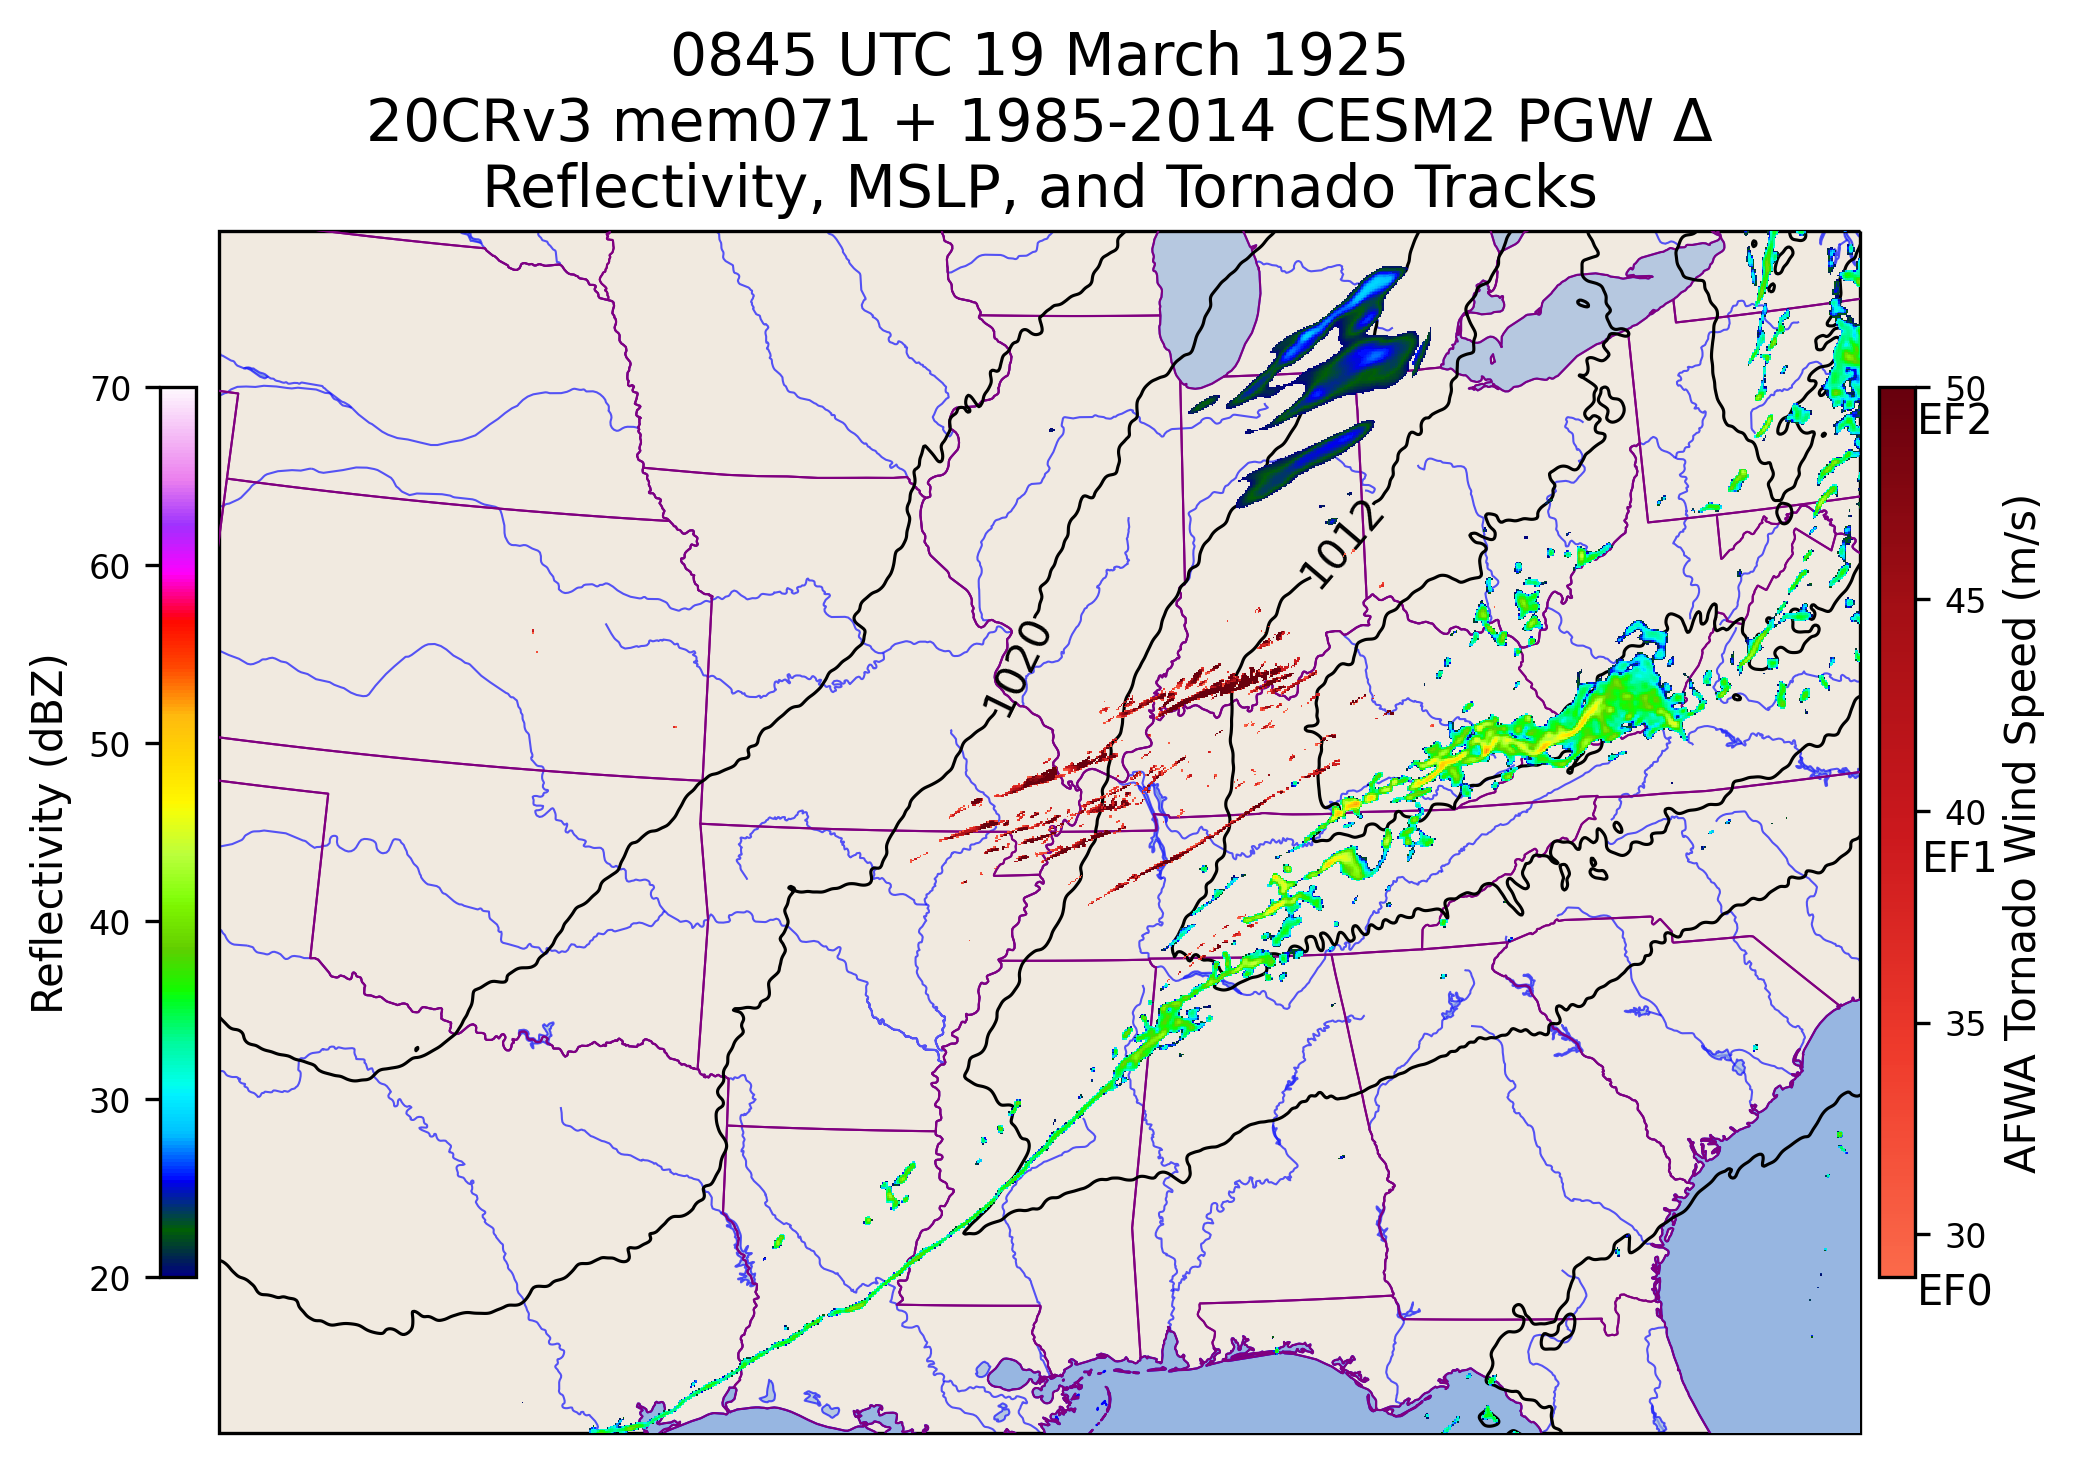 0845 UTC 19 March 1925
20CRv3 mem071 + 1985-2014 CESM2 PGW Δ
Reflectivity, MSLP, and Tornado Tracks
Reflectivity (dBZ)
70
60
50
40
30
20
1012
1020
50
EF2
45
40
EF1
35
30
EF0
AFWA Tornado Wind Speed (m/s)